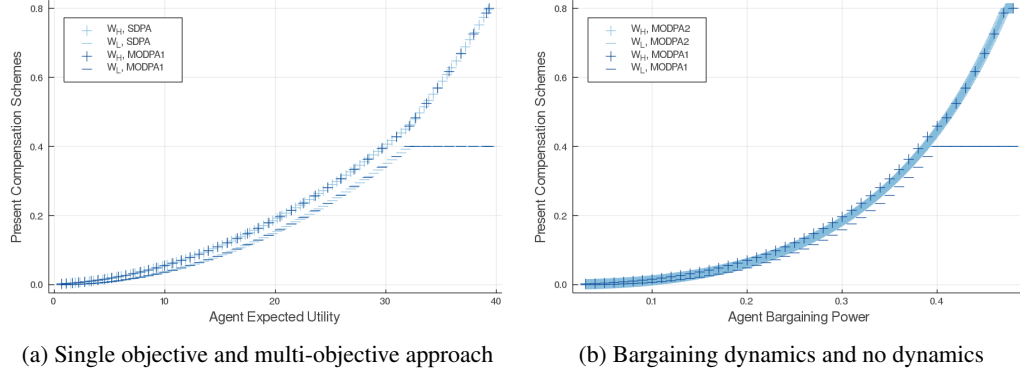 Present Compensation Schemes
0.8
0.6
0.4
0.2
0.0
W_H, SDPA
W_L, SDPA
W_H, MODPA1
W_L, MODPA1
0
10
20
30
40
Agent Expected Utility
(a) Single objective and multi-objective approach
Present Compensation Schemes
0.8
0.6
0.4
0.2
0.0
W_H, MODPA2
W_L, MODPA2
W_H, MODPA1
W_L, MODPA1
0.1
0.2
0.3
0.4
Agent Bargaining Power
(b) Bargaining dynamics and no dynamics